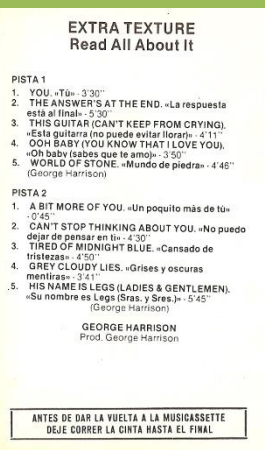 EXTRA TEXTURE
Read All About It
PISTA 1
1. YOU. «Tú» - 3'30''
2. THE ANSWER'S AT THE END. «La respuesta
está al final» - 5'30''
3. THIS GUITAR (CAN'T KEEP FROM CRYING).
«Esta guitarra (no puede evitar llorar)» - 4'11''
4. OOH BABY (YOU KNOW THAT I LOVE YOU).
«Oh baby (sabes que te amo)» - 3'50''
5. WORLD OF STONE. «Mundo de piedra» - 4'46''
(George Harrison)
PISTA 2
1. A BIT MORE OF YOU. «Un poquito más de tú»
- 0'45''
2. CAN'T STOP THINKING ABOUT YOU. «No puedo
dejar de pensar en ti» - 4'30''
3. TIRED OF MIDNIGHT BLUE. «Cansado de
tristezas» - 4'50''
4. GREY CLOUDY LIES. «Grises y oscuras
mentiras» - 3'41''
5. HIS NAME IS LEGS (LADIES & GENTLEMEN).
«Su nombre es Legs (Sras. y Sres.)» - 5'45''
(George Harrison)
GEORGE HARRISON
Prod. George Harrison
ANTES DE DAR LA VUELTA A LA MUSICASSETTE
DEJE CORRER LA CINTA HASTA EL FINAL